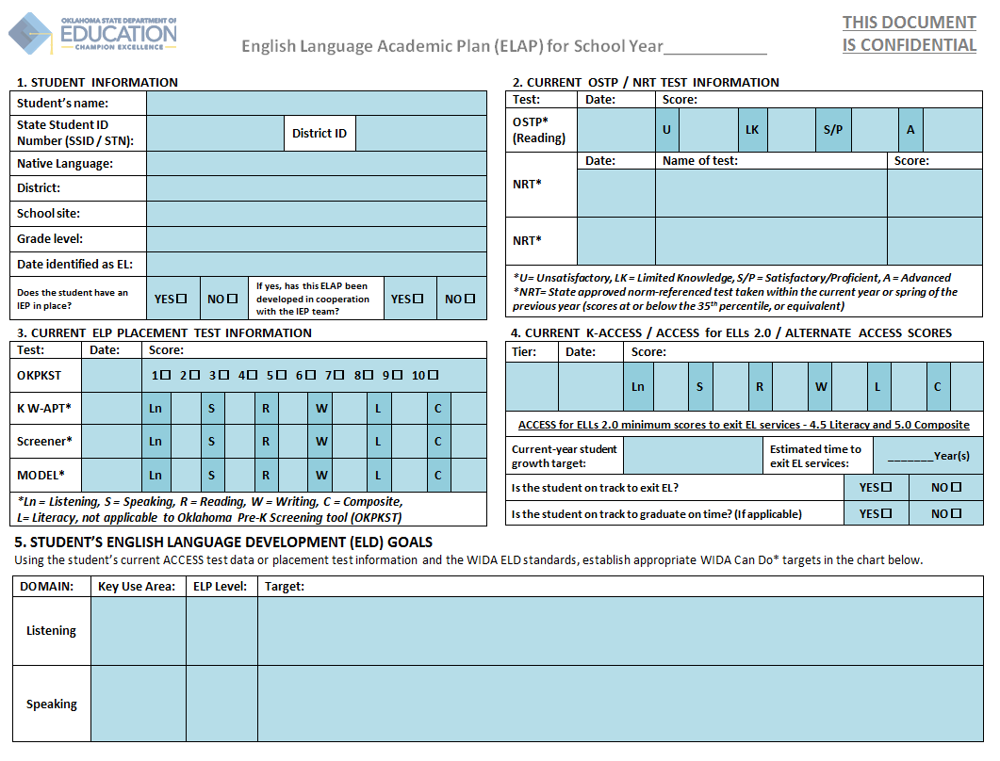 OKLAHOMA STATE DEPARTMENT OF
EDUCATION
CHAMPION EXCELLENCE
English Language Academic Plan (ELAP) for School Year____________
THIS DOCUMENT
IS CONFIDENTIAL
1. STUDENT INFORMATION
Student's name:
State Student ID
Number (SSID / STN):
District ID
Native Language:
District:
School site:
Grade level:
Date identified as EL:
Does the student have an
IEP in place?
YES☐ NO☐
If yes, has this ELAP been
developed in cooperation
with the IEP team?
YES☐ NO☐
2. CURRENT OSTP / NRT TEST INFORMATION
Test: Date: Score:
OSTP*
(Reading)
U LK S/P A
Date: Name of test: Score:
NRT*
NRT*
*U= Unsatisfactory, LK = Limited Knowledge, S/P = Satisfactory/Proficient, A = Advanced
*NRT= State approved norm-referenced test taken within the current year or spring of the
previous year (scores at or below the 35th percentile, or equivalent)
3. CURRENT ELP PLACEMENT TEST INFORMATION
Test: Date: Score:
OKPKST 1☐ 2☐ 3☐ 4☐ 5☐ 6☐ 7☐ 8☐ 9☐ 10☐
K W-APT* Ln S R W L C
Screener* Ln S R W L C
MODEL* Ln S R W L C
*Ln = Listening, S = Speaking, R = Reading, W = Writing, C = Composite,
L= Literacy, not applicable to Oklahoma Pre-K Screening tool (OKPKST)
4. CURRENT K-ACCESS / ACCESS for ELLs 2.0 / ALTERNATE ACCESS SCORES
Tier: Date: Score:
Ln S R W L C
ACCESS for ELLs 2.0 minimum scores to exit EL services - 4.5 Literacy and 5.0 Composite
Current-year student
growth target:
Estimated time to
exit EL services:
_______Year(s)
Is the student on track to exit EL? YES☐ NO☐
Is the student on track to graduate on time? (If applicable) YES☐ NO☐
5. STUDENT'S ENGLISH LANGUAGE DEVELOPMENT (ELD) GOALS
Using the student's current ACCESS test data or placement test information and the WIDA ELD standards, establish appropriate WIDA Can Do* targets in the chart below.
DOMAIN: Key Use Area: ELP Level: Target:
Listening
Speaking